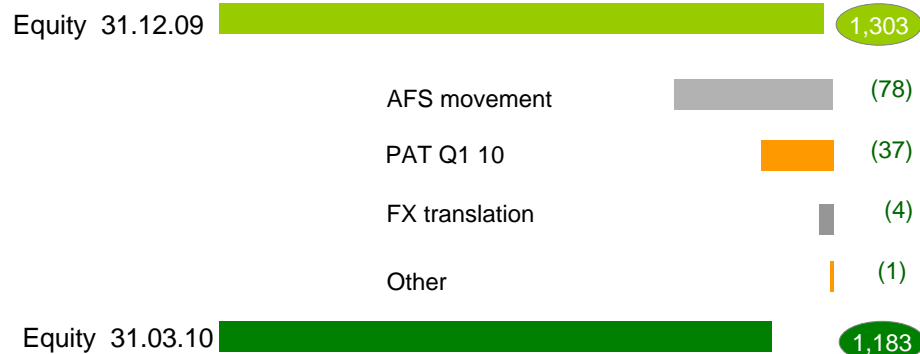 Equity 31.12.09 1,303
AFS movement (78)
PAT Q1 10 (37)
FX translation (4)
Other (1)
Equity 31.03.10 1,183